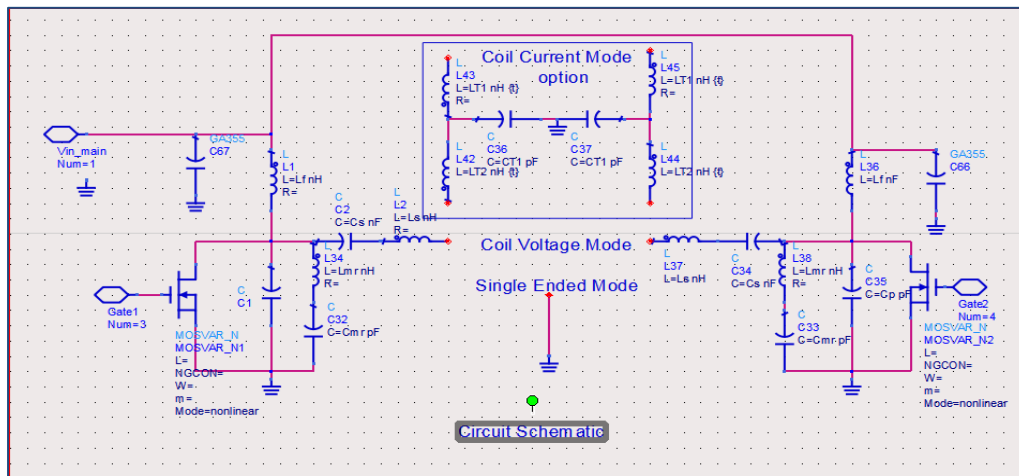 L
L43
L=LT1 nH {t}
R=
Coil Current Mode
option
L
L45
L=LT1 nH {t}
R=
C
C36
C=CT1 pF
C
C37
C=CT1 pF
L
L42
L=LT2 nH {t}
R=
L
L44
L=LT2 nH {t}
R=
Vin_main
Num=1
GA355
C67
L
L1
L=Lf nH
R=
L
L36
L=Lf nF
GA355
C66
C
C2
C=Cs nF
L
L2
L=Ls nH
R=
Coil Voltage Mode
Single Ended Mode
L
L37
L=Ls nH
C
C34
C=Cs nF
L
L34
L=Lmr nH
R=
L
L38
L=Lmr nH
R=
C
C1
C
C32
C=Cmr pF
C
C33
C=Cmr pF
C
C35
C=Cp pF
Gate1
Num=3
MOSVAR_N
MOSVAR_N1
L=
NGCON=
W=
m=
Mode=nonlinear
Gate2
Num=4
MOSVAR_N
MOSVAR_N2
L=
NGCON=
W=
m=
Mode=nonlinear
Circuit Schematic